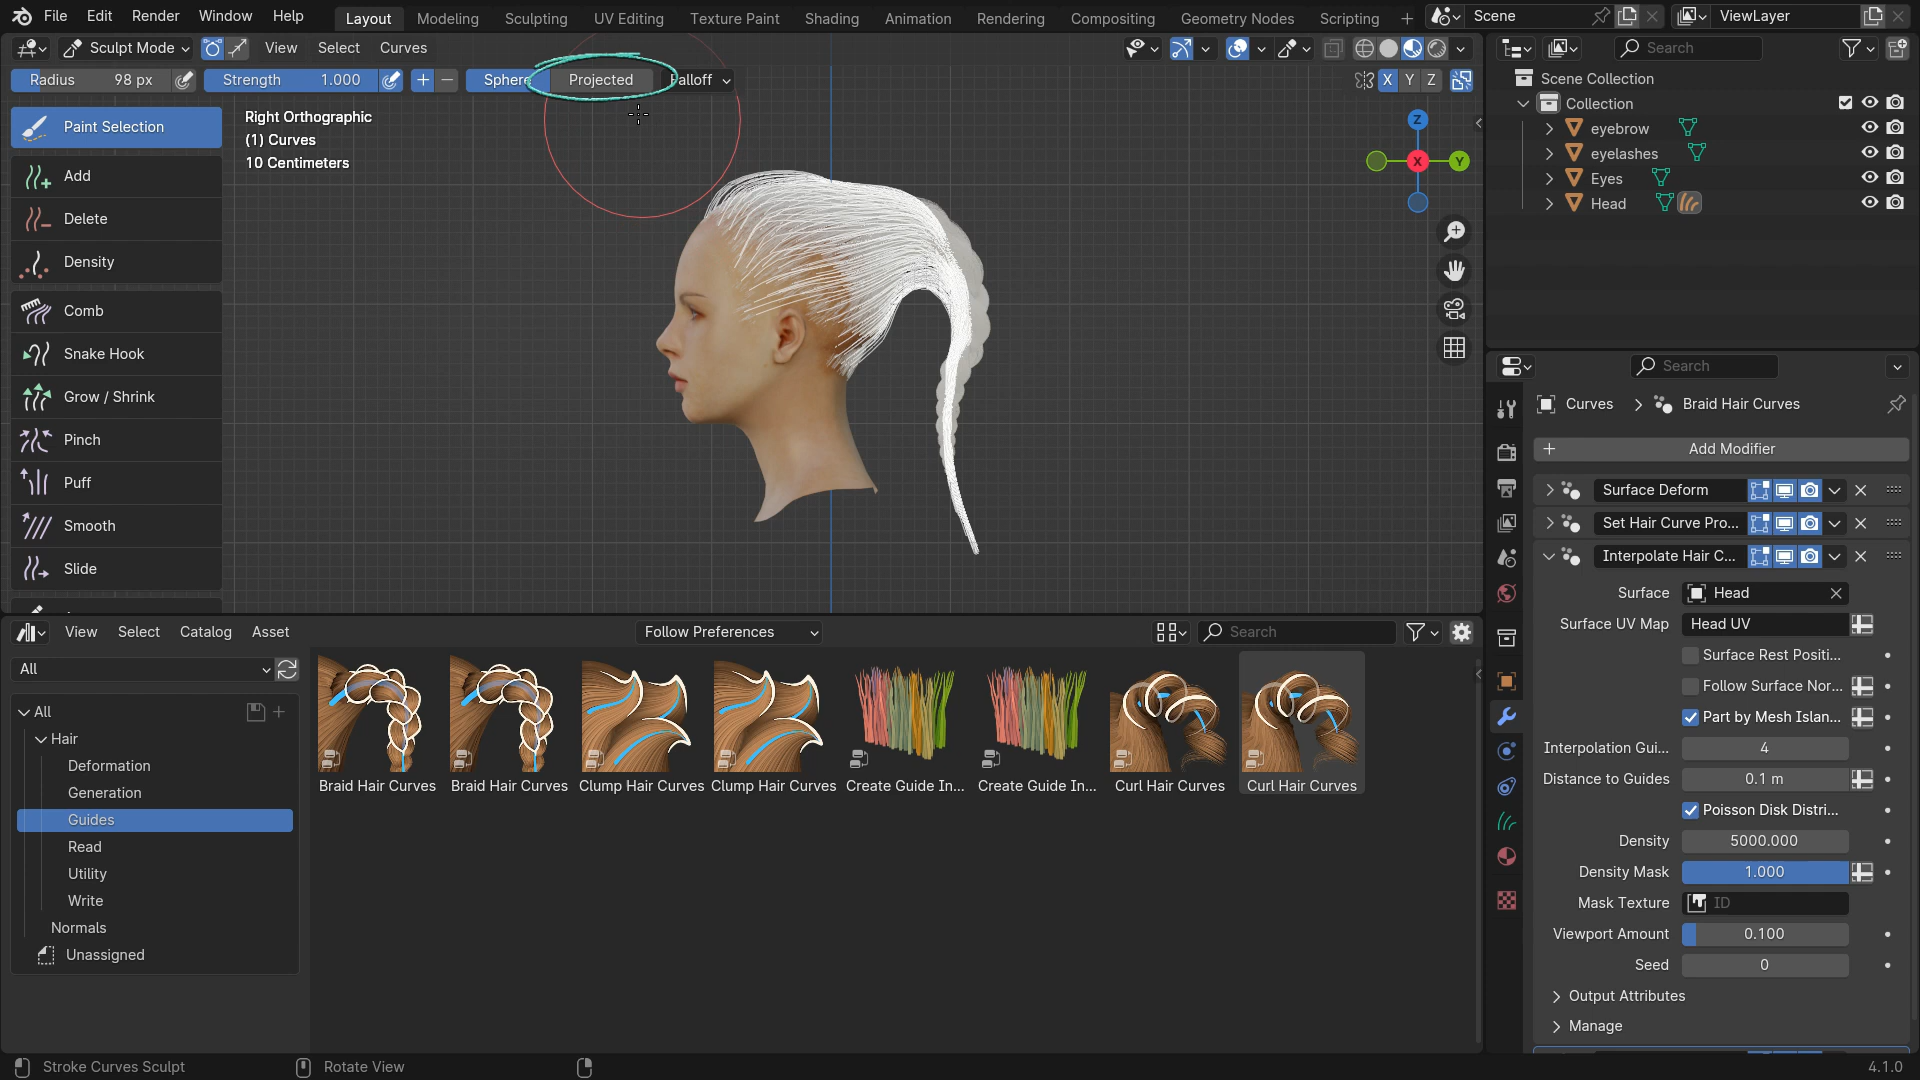 File Edit Render Window Help Layout Modeling Sculpting UV Editing Texture Paint Shading Animation Rendering Compositing Geometry Nodes Scripting + Scene ViewLayer
Sculpt Mode View Select Curves Search
Radius 98 px Strength 1.000 + − Sphere Projected Falloff X Y Z
Scene Collection
Collection
eyebrow
eyelashes
Eyes
Head
Paint Selection
Add
Delete
Density
Comb
Snake Hook
Grow / Shrink
Pinch
Puff
Smooth
Slide
Right Orthographic
(1) Curves
10 Centimeters
Z
X Y
Search
Curves Braid Hair Curves
Add Modifier
Surface Deform
Set Hair Curve Pro...
Interpolate Hair C...
Surface Head
Surface UV Map Head UV
Surface Rest Positi...
Follow Surface Nor...
Part by Mesh Islan...
Interpolation Gui... 4
Distance to Guides 0.1 m
Poisson Disk Distri...
Density 5000.000
Density Mask 1.000
Mask Texture ID
Viewport Amount 0.100
Seed 0
Output Attributes
Manage
View Select Catalog Asset Follow Preferences Search
All
All
Hair
Deformation
Generation
Guides
Read
Utility
Write
Normals
Unassigned
Braid Hair Curves Braid Hair Curves Clump Hair Curves Clump Hair Curves Create Guide In... Create Guide In... Curl Hair Curves Curl Hair Curves
Stroke Curves Sculpt Rotate View 4.1.0